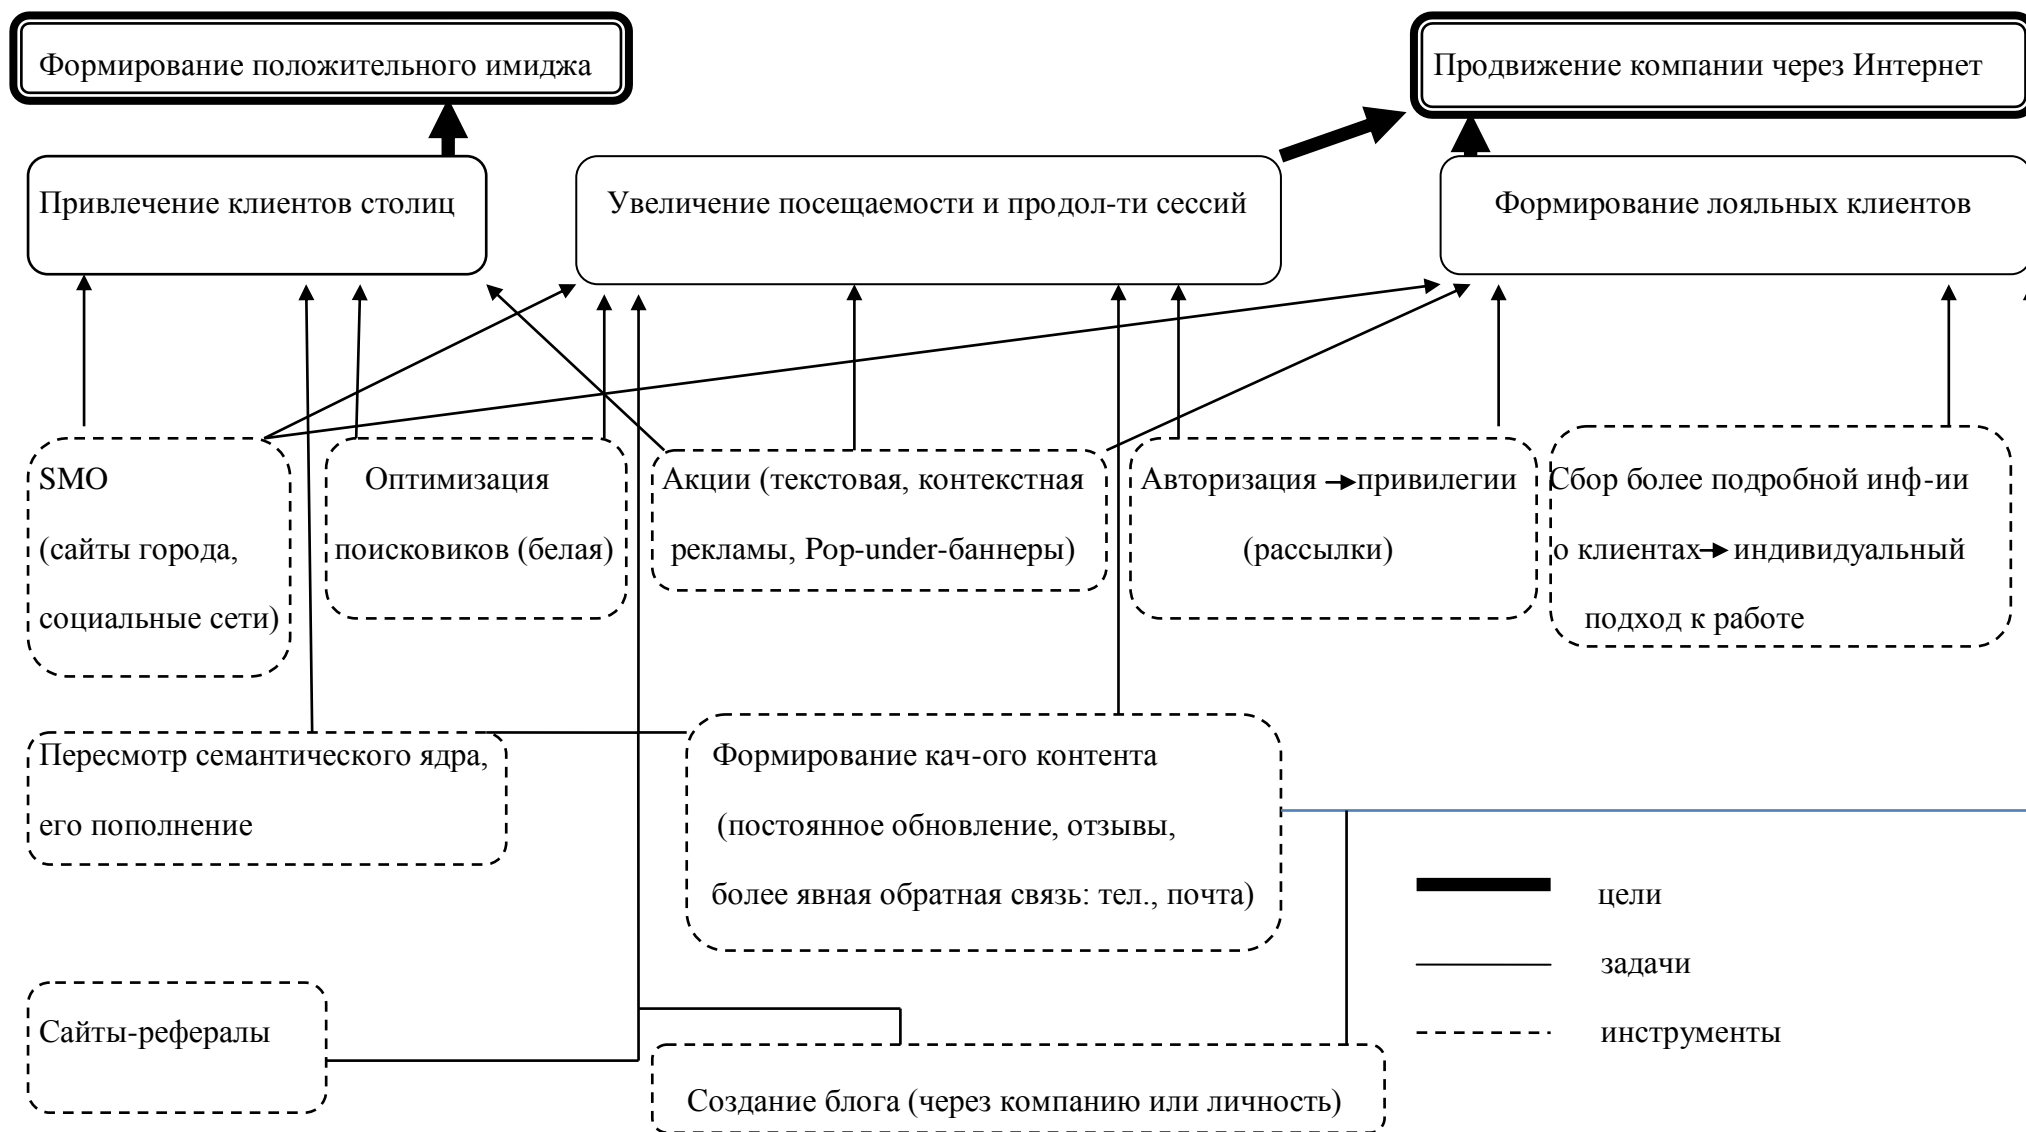 Формирование положительного имиджа
Продвижение компании через Интернет
Привлечение клиентов столиц
Увеличение посещаемости и продол-ти сессий
Формирование лояльных клиентов
SMO
(сайты города,
социальные сети)
Оптимизация
поисковиков (белая)
Акции (текстовая, контекстная
рекламы, Pop-under-баннеры)
Авторизация → привилегии
(рассылки)
Сбор более подробной инф-ии
о клиентах → индивидуальный
подход к работе
Пересмотр семантического ядра,
его пополнение
Формирование кач-ого контента
(постоянное обновление, отзывы,
более явная обратная связь: тел., почта)
цели
задачи
инструменты
Сайты-рефералы
Создание блога (через компанию или личность)